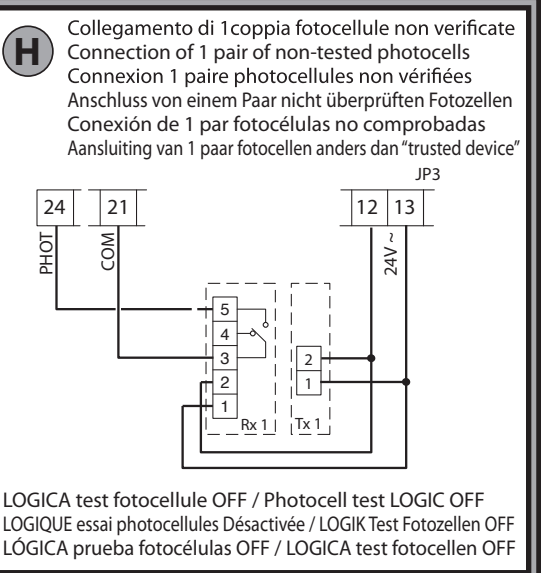 H
Collegamento di 1coppia fotocellule non verificate
Connection of 1 pair of non-tested photocells
Connexion 1 paire photocellules non vérifiées
Anschluss von einem Paar nicht überprüften Fotozellen
Conexión de 1 par fotocélulas no comprobadas
Aansluiting van 1 paar fotocellen anders dan “trusted device”
JP3
24 21 12 13
PHOT COM 24V ~
5
4
3
2
1
Rx 1
2
1
Tx 1
LOGICA test fotocellule OFF / Photocell test LOGIC OFF
LOGIQUE essai photocellules Désactivée / LOGIK Test Fotozellen OFF
LÓGICA prueba fotocélulas OFF / LOGICA test fotocellen OFF